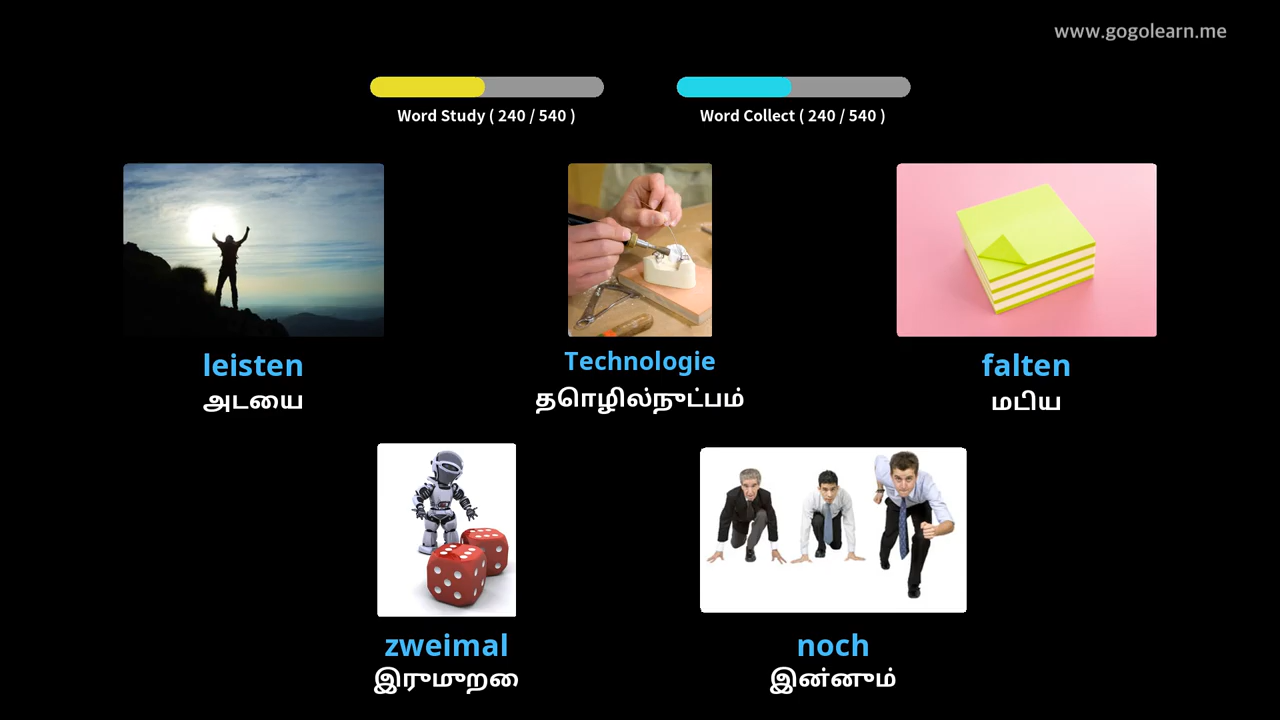 www.gogolearn.me
Word Study ( 240 / 540 )
Word Collect ( 240 / 540 )
leisten
அடையை
Technologie
தொழில்நுட்பம்
falten
மடிய
zweimal
இருமுறை
noch
இன்னும்